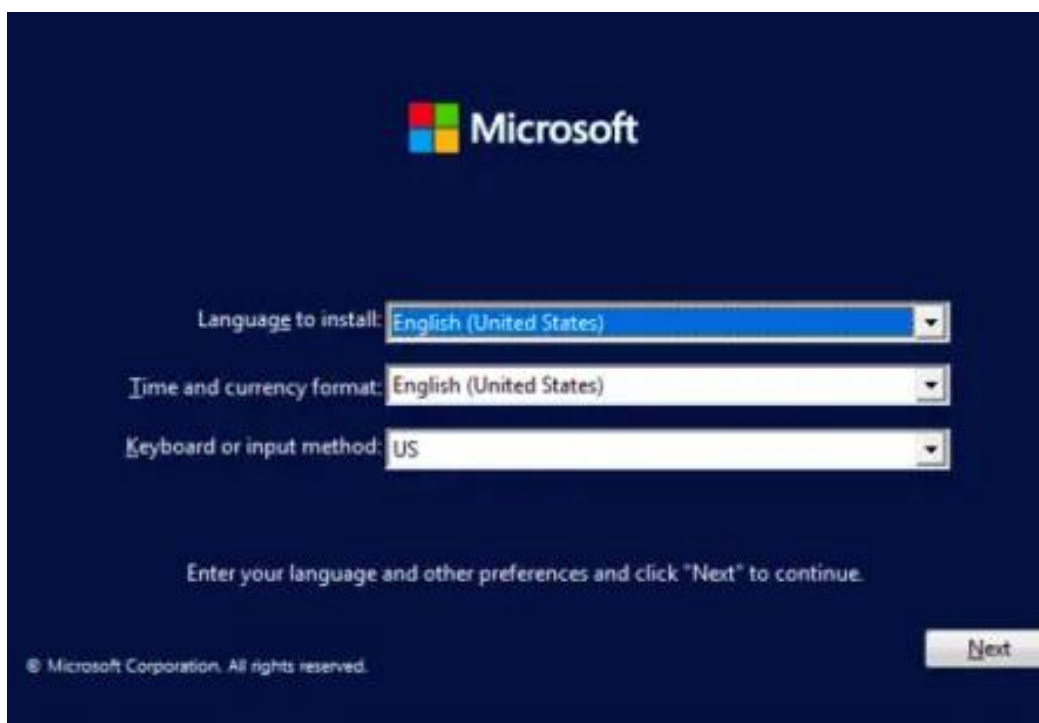 Microsoft
Language to install: English (United States)
Time and currency format: English (United States)
Keyboard or input method: US
Enter your language and other preferences and click "Next" to continue.
Next
© Microsoft Corporation. All rights reserved.